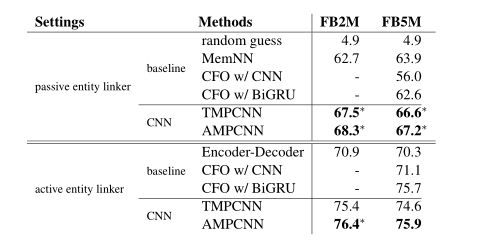 Settings Methods FB2M FB5M
random guess 4.9 4.9
baseline MemNN 62.7 63.9
CFO w/ CNN - 56.0
passive entity linker CFO w/ BiGRU - 62.6
CNN TMPCNN 67.5* 66.6*
AMPCNN 68.3* 67.2*
Encoder-Decoder 70.9 70.3
baseline CFO w/ CNN - 71.1
active entity linker CFO w/ BiGRU - 75.7
CNN TMPCNN 75.4 74.6
AMPCNN 76.4* 75.9